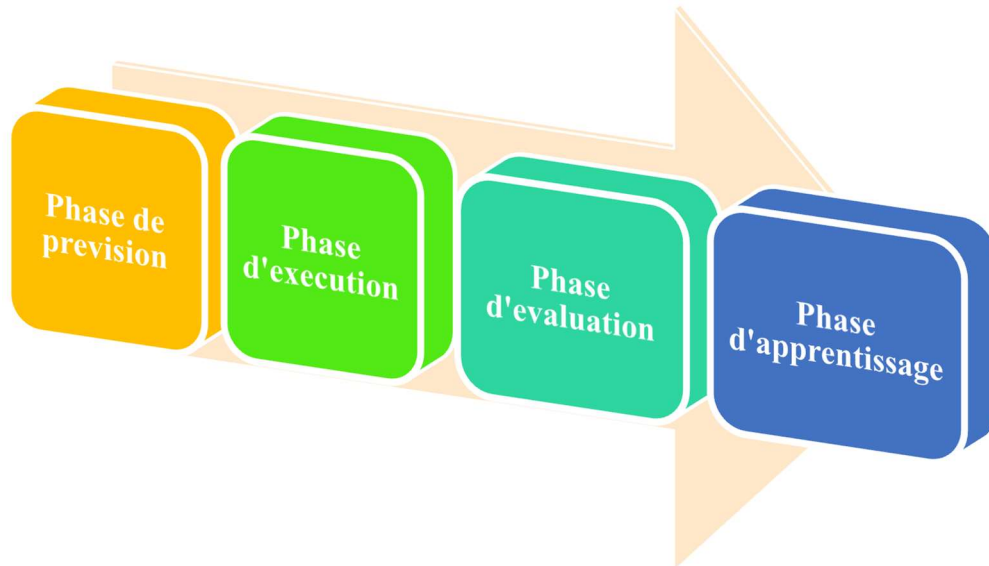 Phase de
prevision
Phase
d'execution
Phase
d'evaluation
Phase
d'apprentissage